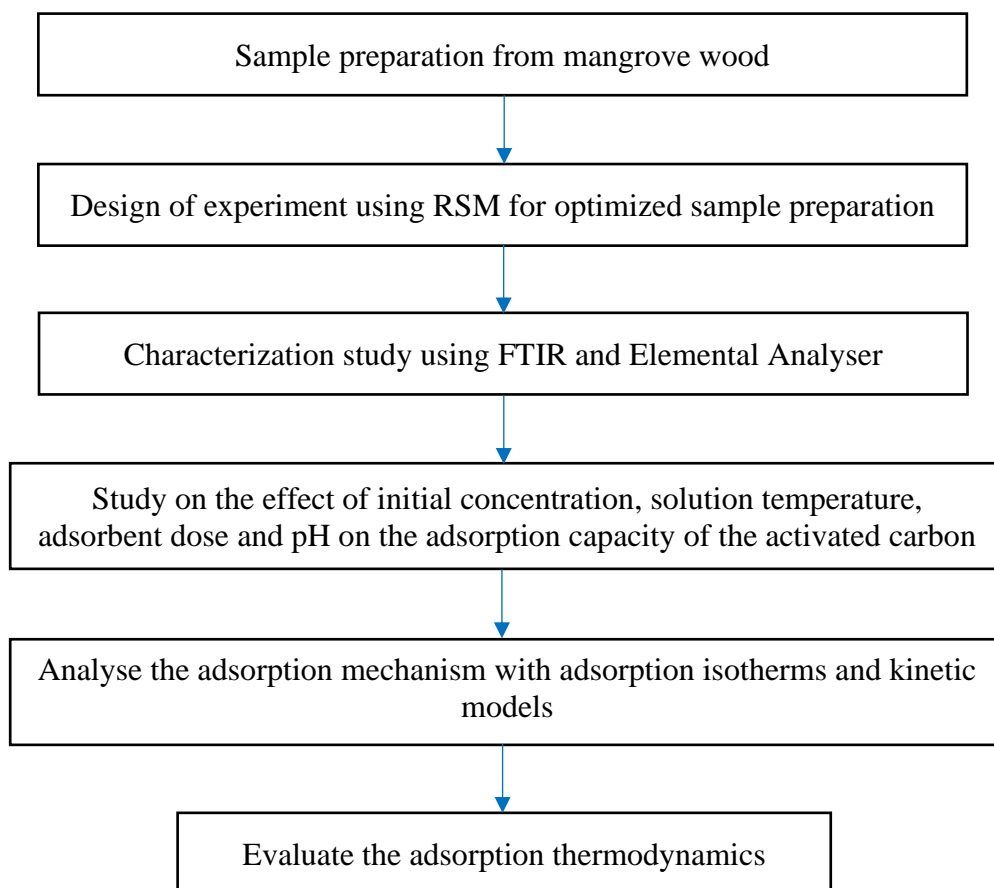 Sample preparation from mangrove wood
Design of experiment using RSM for optimized sample preparation
Characterization study using FTIR and Elemental Analyser
Study on the effect of initial concentration, solution temperature,
adsorbent dose and pH on the adsorption capacity of the activated carbon
Analyse the adsorption mechanism with adsorption isotherms and kinetic
models
Evaluate the adsorption thermodynamics